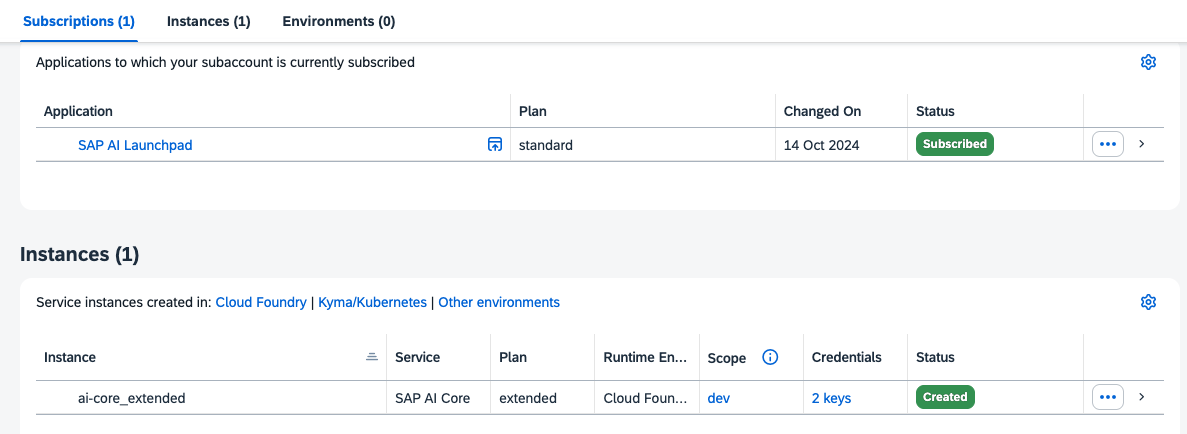 Subscriptions (1) Instances (1) Environments (0)
Applications to which your subaccount is currently subscribed
Application Plan Changed On Status
SAP AI Launchpad standard 14 Oct 2024 Subscribed
Instances (1)
Service instances created in: Cloud Foundry | Kyma/Kubernetes | Other environments
Instance Service Plan Runtime En... Scope Credentials Status
ai-core_extended SAP AI Core extended Cloud Foun... dev 2 keys Created